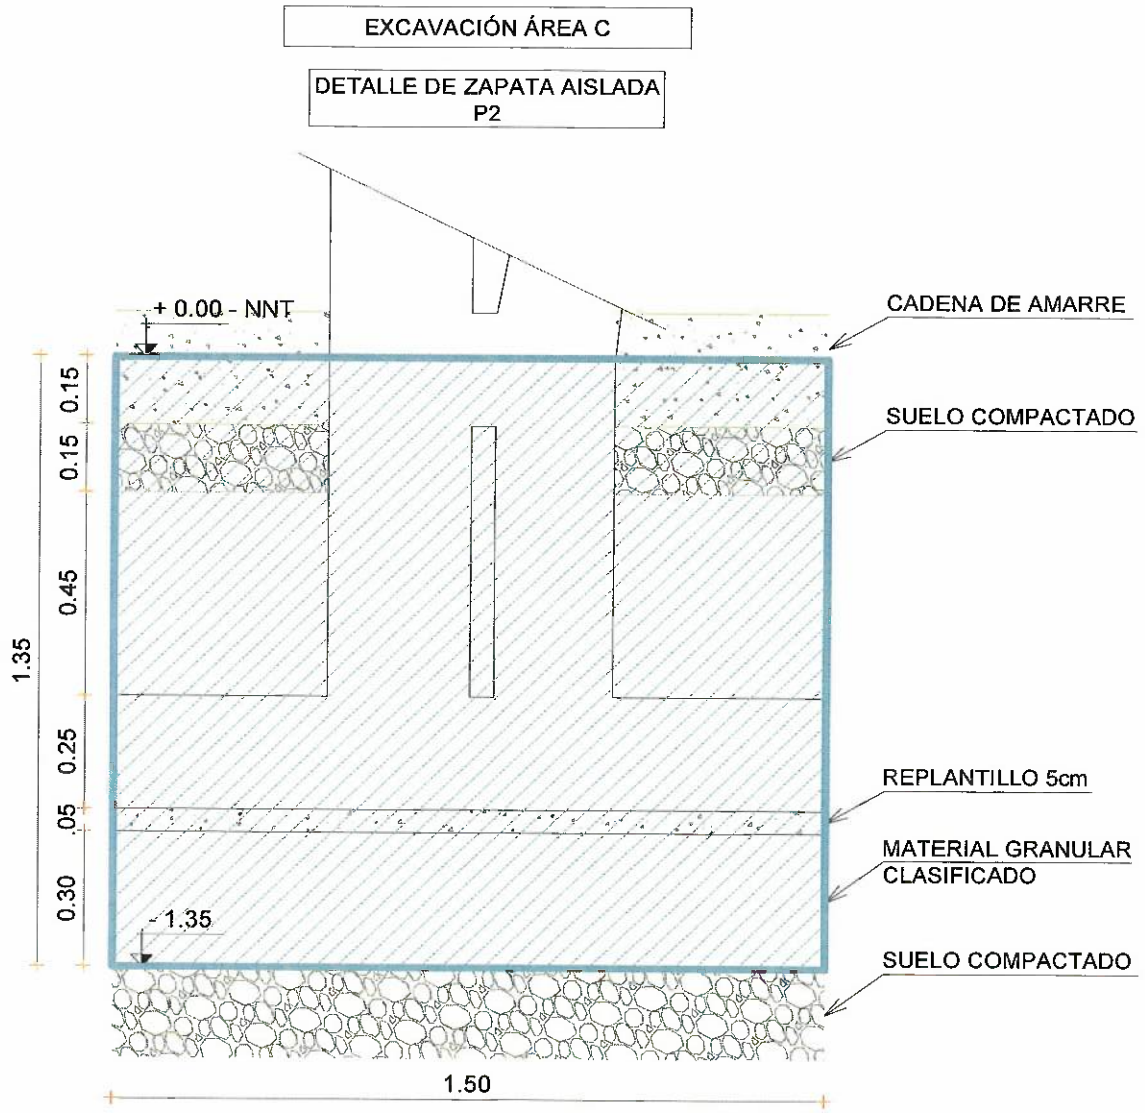 EXCAVACIÓN ÁREA C
DETALLE DE ZAPATA AISLADA
P2
+ 0.00 - NNT
CADENA DE AMARRE
0.15
SUELO COMPACTADO
0.15
0.45
1.35
0.25
REPLANTILLO 5cm
.05
MATERIAL GRANULAR
CLASIFICADO
0.30
- 1.35
SUELO COMPACTADO
1.50